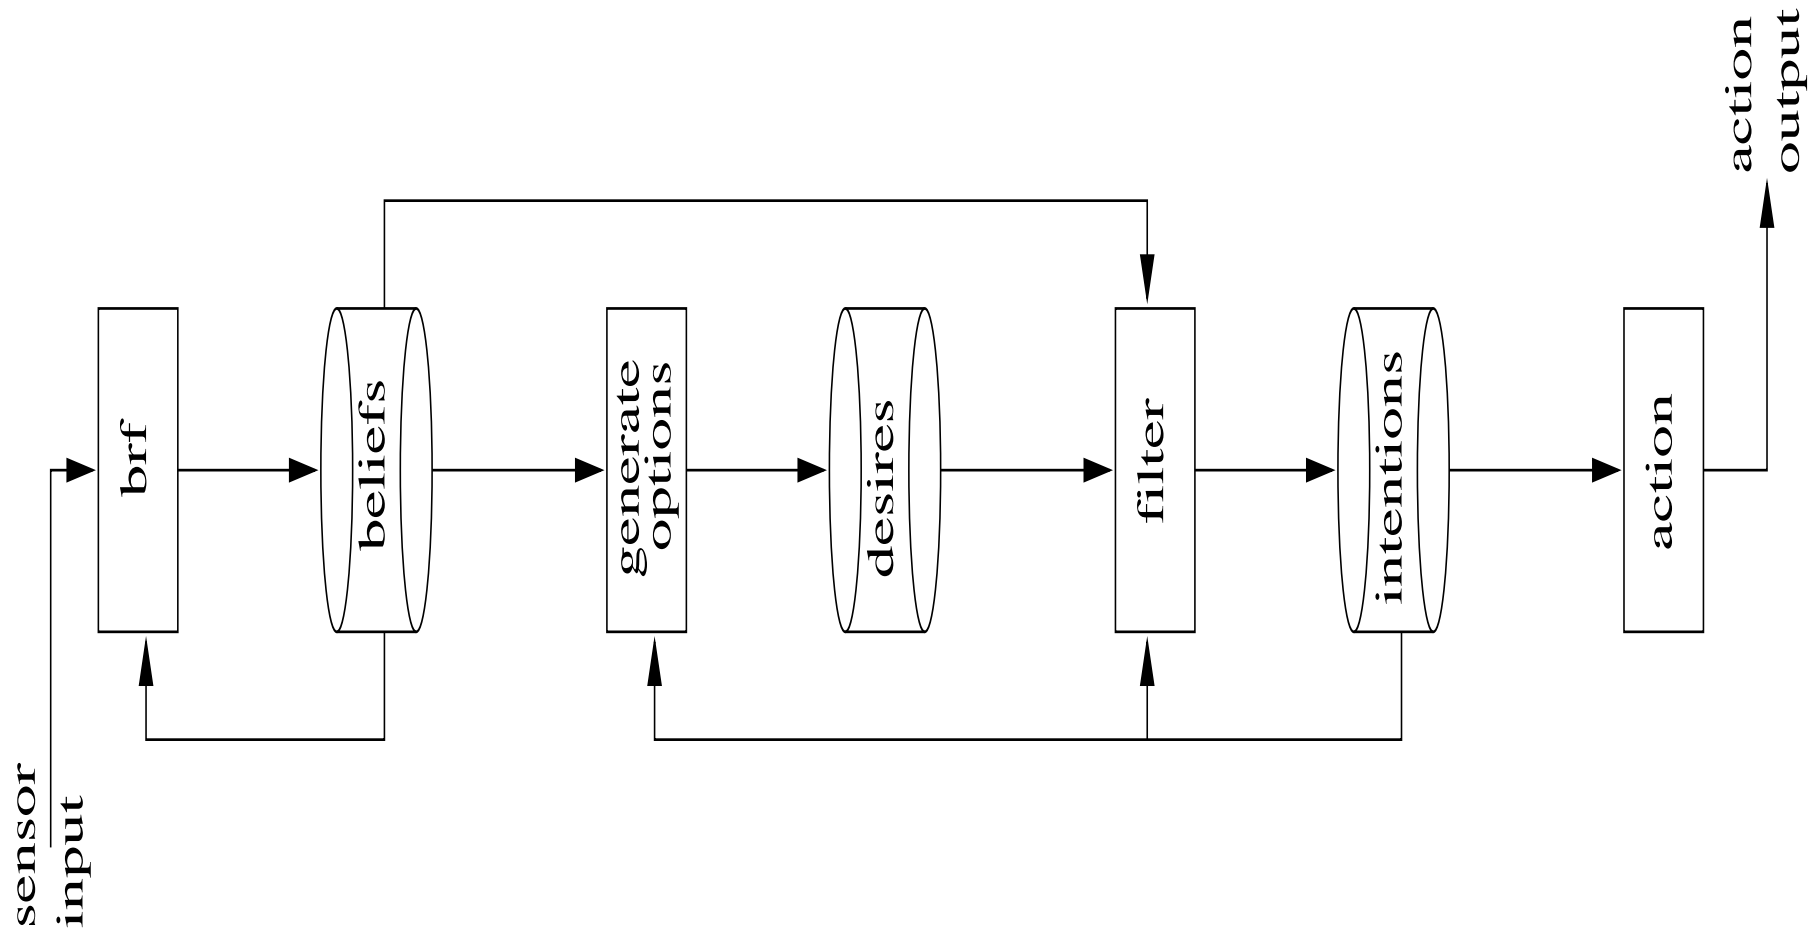 sensor
input
brf
beliefs
generate
options
desires
filter
intentions
action
action
output